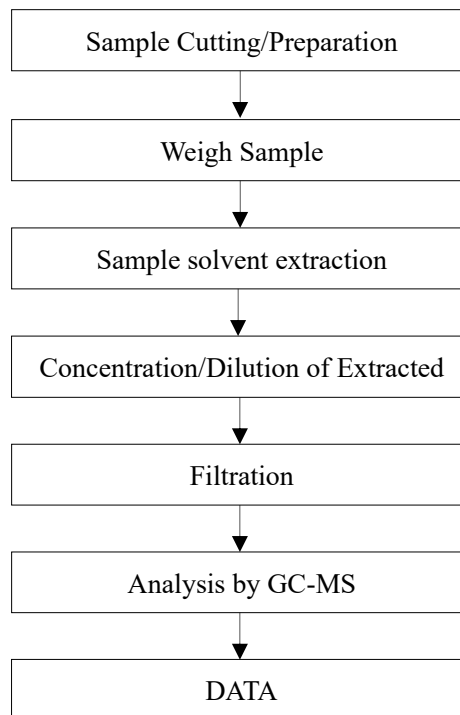 Sample Cutting/Preparation
Weigh Sample
Sample solvent extraction
Concentration/Dilution of Extracted
Filtration
Analysis by GC-MS
DATA